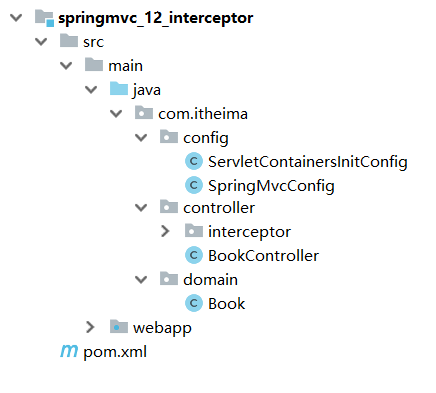 springmvc_12_interceptor
src
main
java
com.itheima
config
C ServletContainersInitConfig
C SpringMvcConfig
controller
interceptor
C BookController
domain
C Book
webapp
m pom.xml